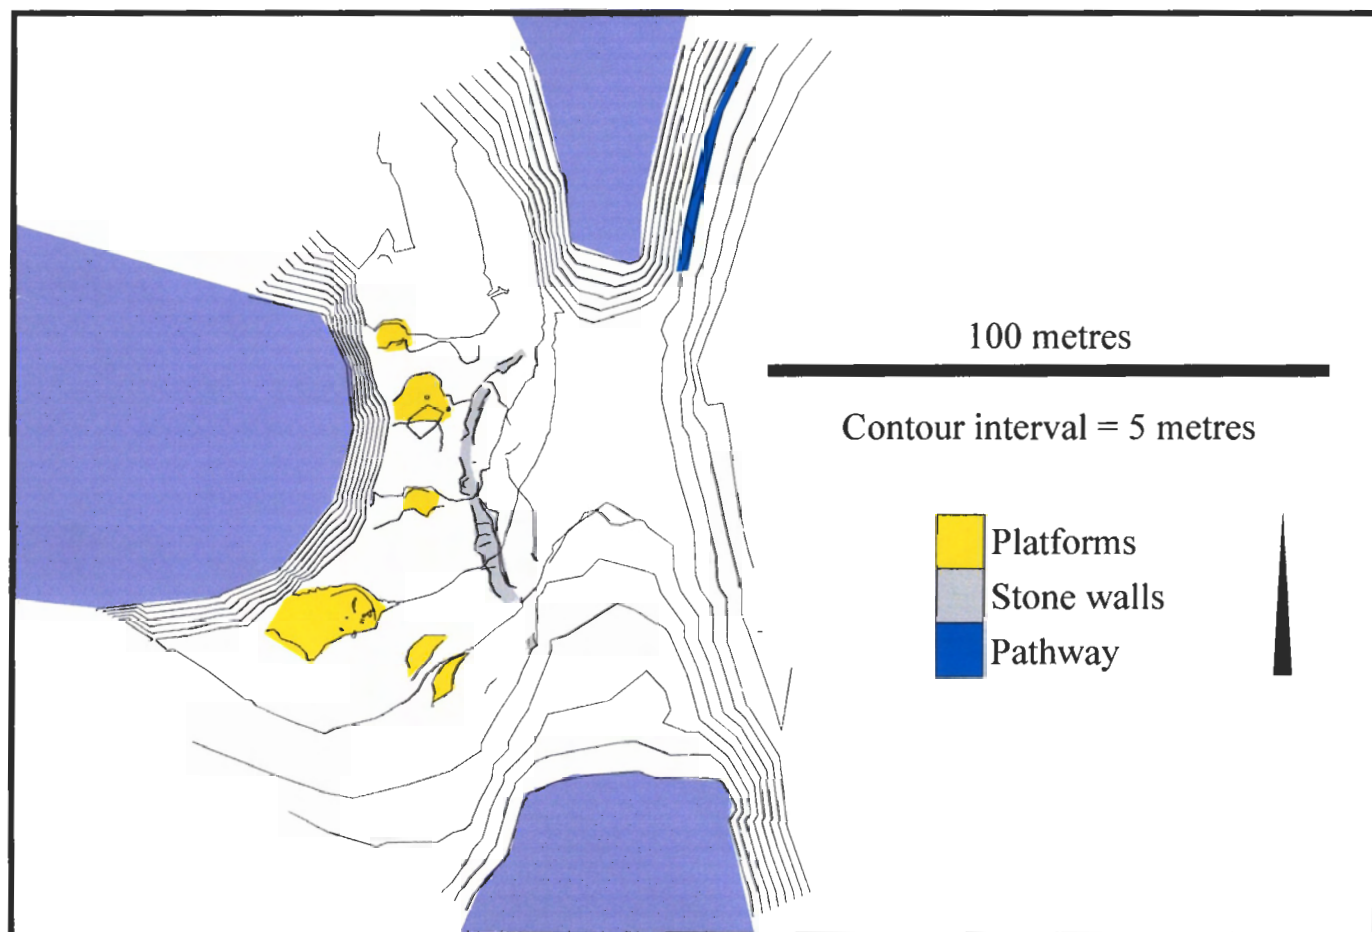 100 metres
Contour interval = 5 metres
Platforms
Stone walls
Pathway